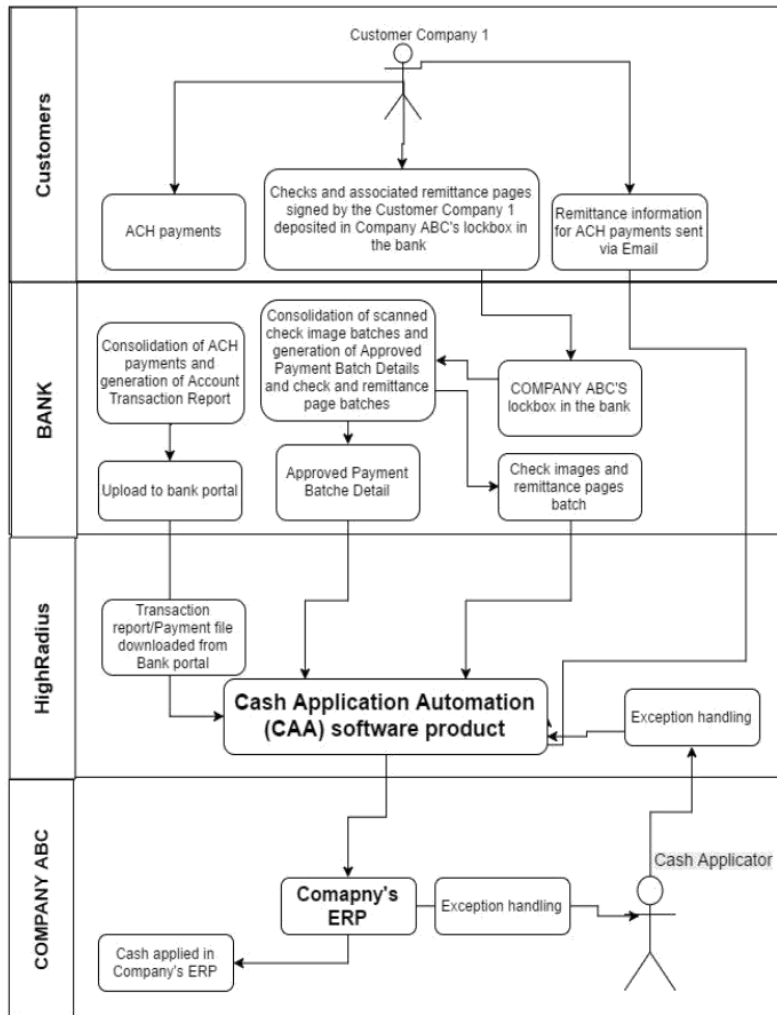 Customers
Customer Company 1
ACH payments
Checks and associated remittance pages
signed by the Customer Company 1
deposited in Company ABC's lockbox in
the bank
Remittance information
for ACH payments sent
via Email
BANK
Consolidation of ACH
payments and
generation of Account
Transaction Report
Consolidation of scanned
check image batches and
generation of Approved
Payment Batch Details
and check and remittance
page batches
COMPANY ABC'S
lockbox in the bank
Upload to bank portal
Approved Payment
Batche Detail
Check images and
remittance pages
batch
HighRadius
Transaction
report/Payment file
downloaded from
Bank portal
Cash Application Automation
(CAA) software product
Exception handling
COMPANY ABC
Comapny's
ERP
Exception handling
Cash Applicator
Cash applied in
Company's ERP